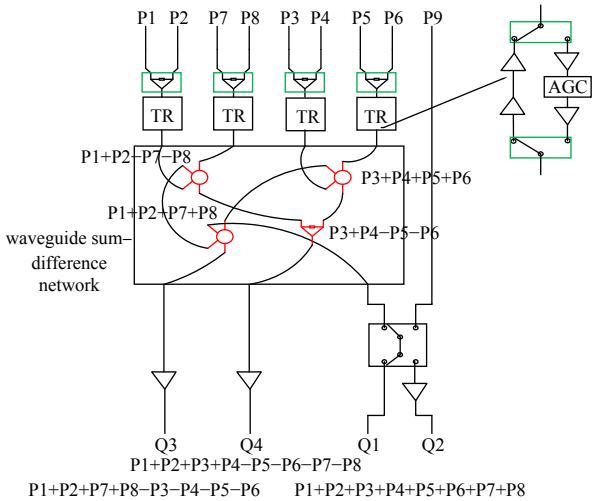 P1 P2 P7 P8 P3 P4 P5 P6 P9
AGC
TR TR TR TR
P1+P2−P7−P8
P3+P4+P5+P6
P1+P2+P7+P8
P3+P4−P5−P6
waveguide sum–
difference
network
Q3 Q4 Q1 Q2
P1+P2+P3+P4−P5−P6−P7−P8
P1+P2+P7+P8−P3−P4−P5−P6 P1+P2+P3+P4+P5+P6+P7+P8